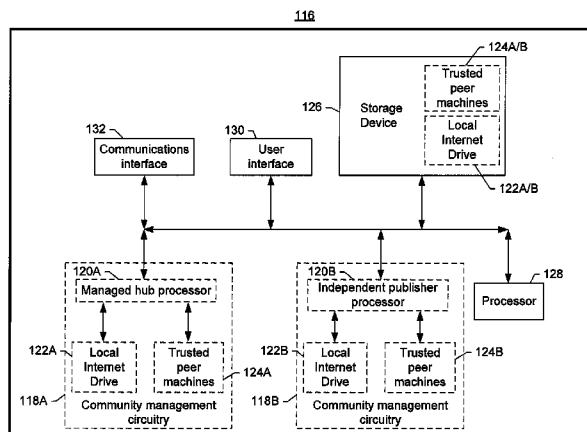 116
124A/B
Trusted
peer
machines
126
Storage
Device
Local
Internet
Drive
122A/B
132
Communications
interface
130
User
interface
120A
Managed hub processor
122A
Local
Internet
Drive
Trusted
peer
machines
124A
118A
Community management
circuitry
120B
Independent publisher
processor
122B
Local
Internet
Drive
Trusted
peer
machines
124B
118B
Community management
circuitry
128
Processor